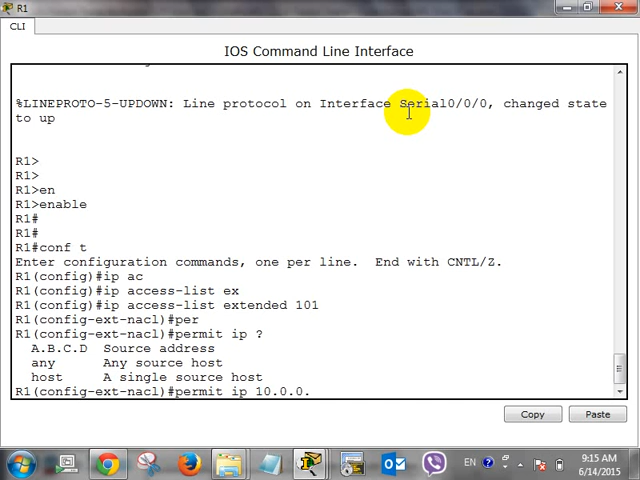 R1
CLI
IOS Command Line Interface
%LINEPROTO-5-UPDOWN: Line protocol on Interface Serial0/0/0, changed state
to up
R1>
R1>
R1>en
R1>enable
R1#
R1#
R1#conf t
Enter configuration commands, one per line.  End with CNTL/Z.
R1(config)#ip ac
R1(config)#ip access-list ex
R1(config)#ip access-list extended 101
R1(config-ext-nacl)#per
R1(config-ext-nacl)#permit ip ?
A.B.C.D  Source address
any      Any source host
host     A single source host
R1(config-ext-nacl)#permit ip 10.0.0.
Copy
Paste
EN
9:15 AM
6/14/2015